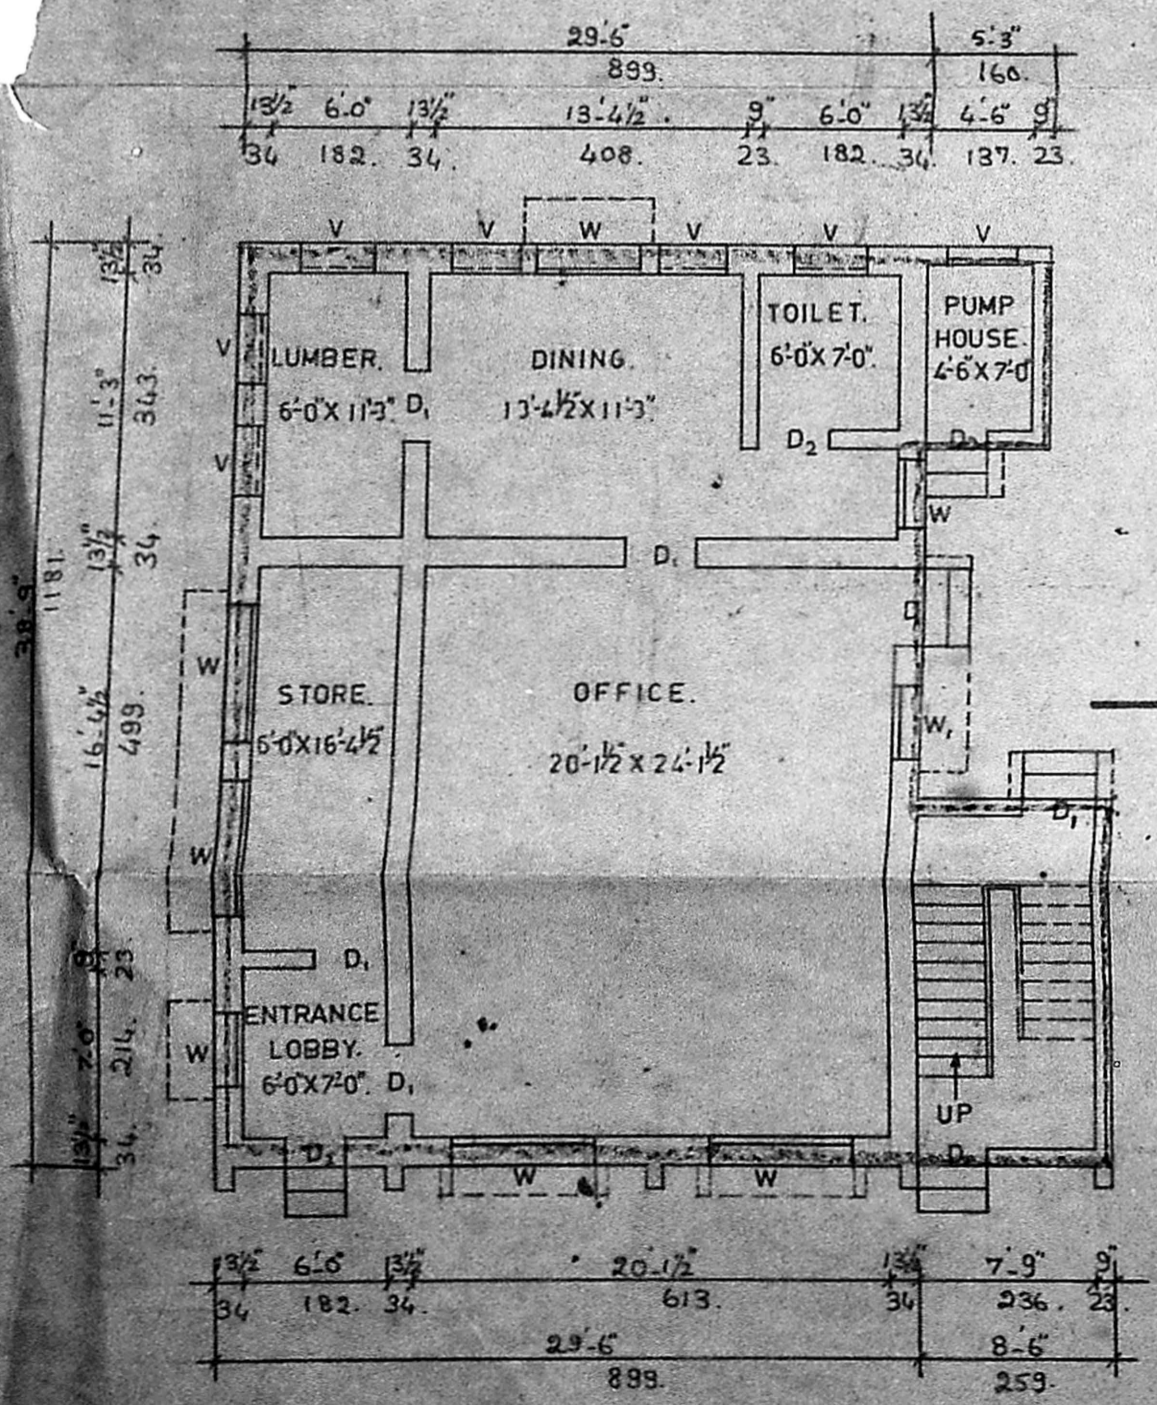 29'-6" 5'-3"
899. 160.
13½" 6'-0" 13½" 13'-4½" 9" 6'-0" 13½" 4'-6" 9"
34 182. 34. 408. 23. 182. 34. 137. 23.
V V W V V V
13½"
34.
LUMBER.
6'-0"X 11'-3"
D₁
DINING.
13'-4½"X 11'-3"
TOILET.
6'-0"X 7'-0".
D₂
PUMP
HOUSE.
4'-6"X 7'-0"
V
V
11'-3"
343.
W
D₁
13½"
34.
38'-9"
1181.
D
W
STORE.
6'-0"X16'-4½"
OFFICE.
20'-1½" X 24'-1½"
W₁
16'-4½"
499.
D₁
W
9"
23.
D₁
ENTRANCE
LOBBY.
6'-0"X7'-0".
D₁
W
7'-0"
214.
UP
13½"
34.
W W
13½" 6'-0" 13½" 20'-1½" 13½" 7'-9" 9"
34 182. 34. 613. 34 236. 23.
29'-6" 8'-6"
899. 259.